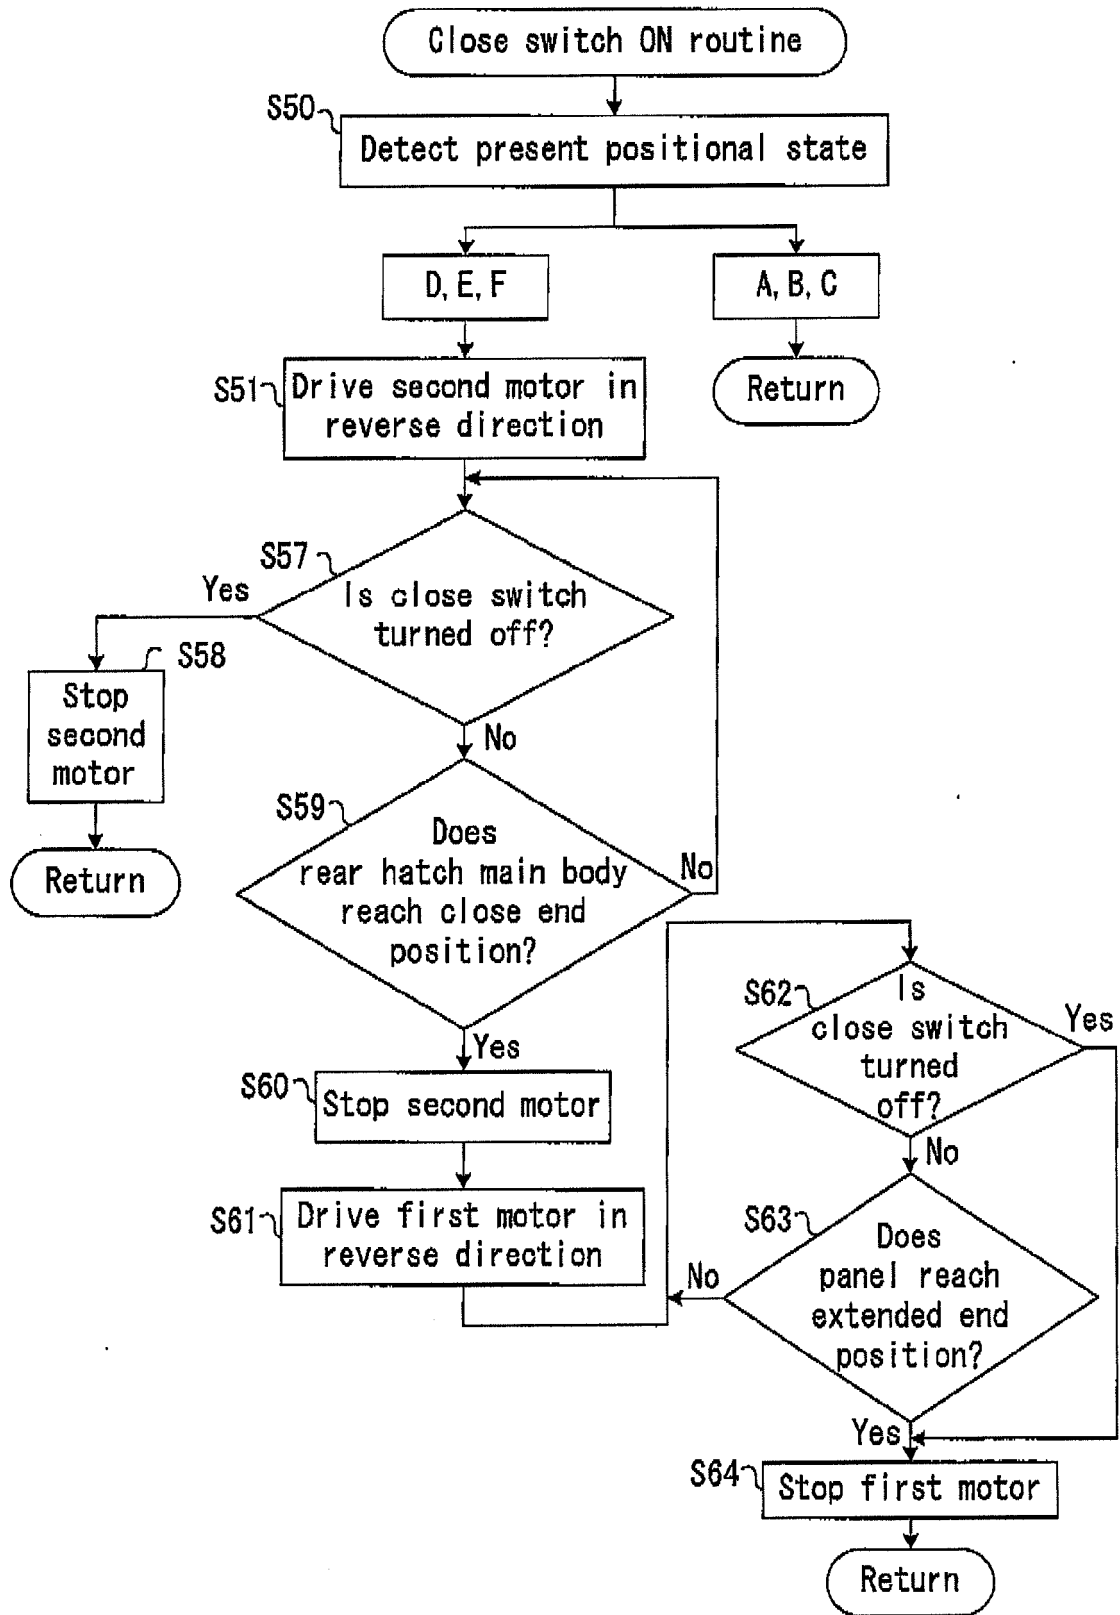 Close switch ON routine
S50
Detect present positional state
D, E, F
A, B, C
S51
Drive second motor in
reverse direction
Return
S57
Is close switch
turned off?
Yes
S58
Stop
second
motor
No
Return
S59
Does
rear hatch main body
reach close end
position?
No
Yes
S60
Stop second motor
S61
Drive first motor in
reverse direction
S62
Is
close switch
turned
off?
Yes
No
S63
Does
panel reach
extended end
position?
No
Yes
S64
Stop first motor
Return